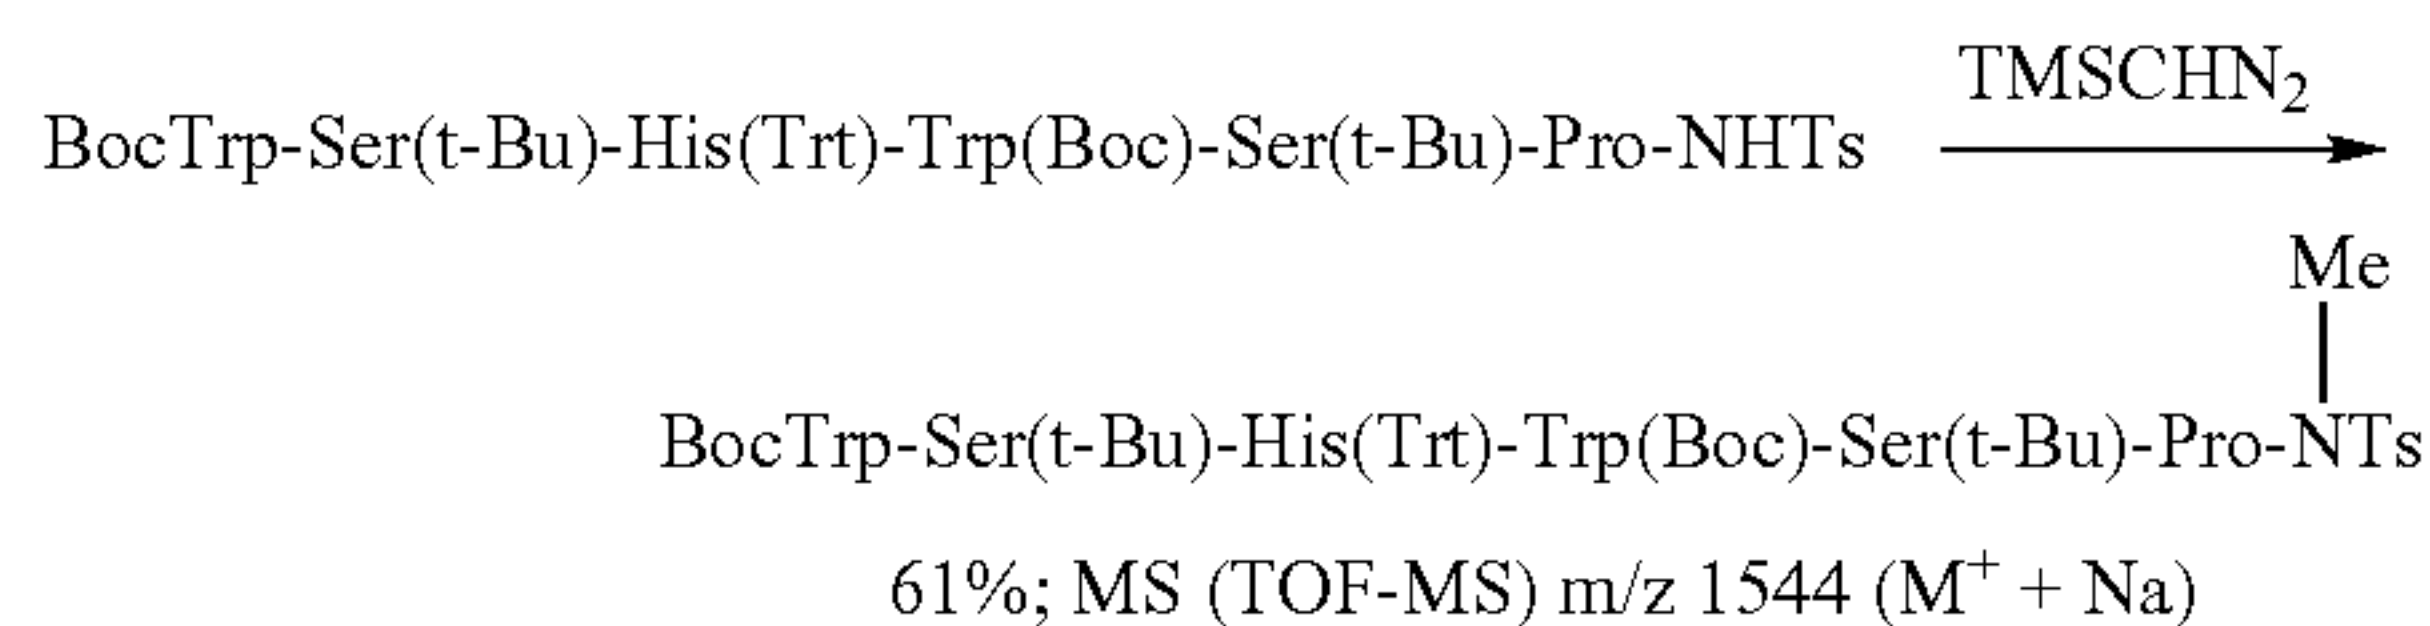 TMSCHN2
BocTrp-Ser(t-Bu)-His(Trt)-Trp(Boc)-Ser(t-Bu)-Pro-NHTs
Me
BocTrp-Ser(t-Bu)-His(Trt)-Trp(Boc)-Ser(t-Bu)-Pro-NTs
61%; MS (TOF-MS) m/z 1544 (M+ + Na)